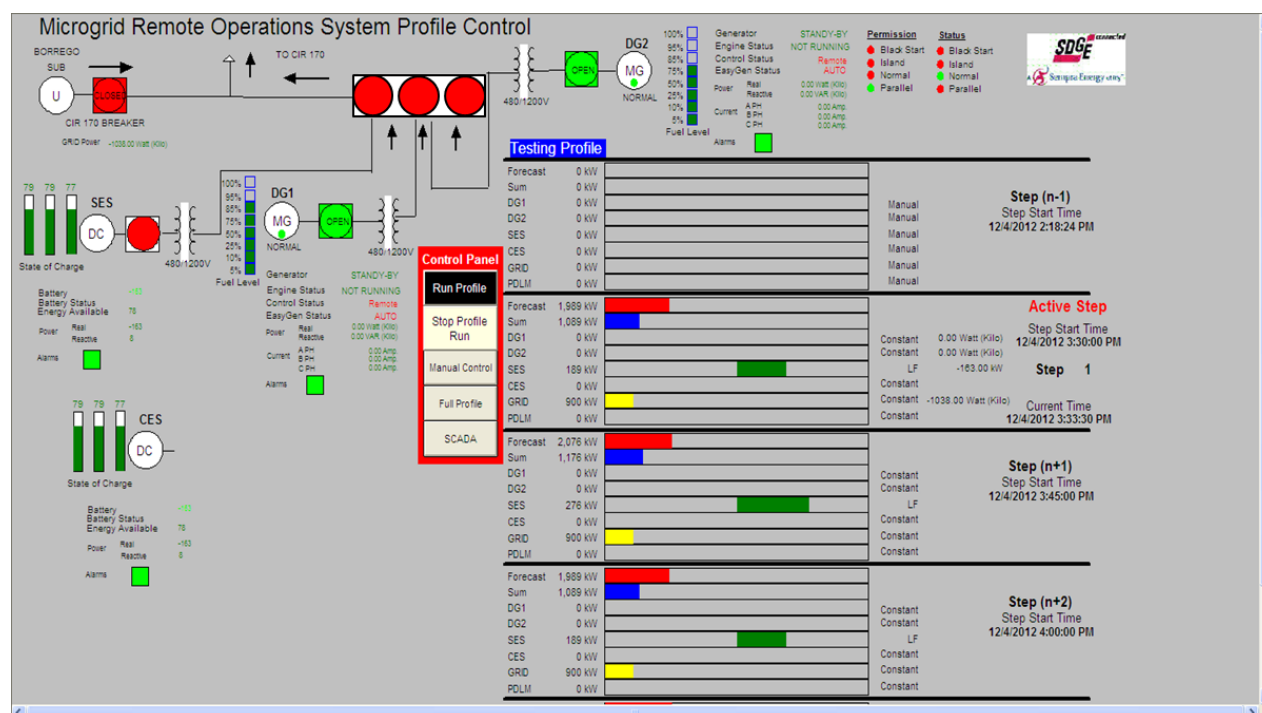 Microgrid Remote Operations System Profile Control
BORREGO
SUB
U
CLOSED
CIR 170 BREAKER
GRID Power -1038.00 Watt (Kilo)
TO CIR 170
480/1200V
OPEN
DG2
MG
NORMAL
100%
95%
85%
75%
50%
25%
10%
5%
Fuel Level
Generator STANDY-BY
Engine Status NOT RUNNING
Control Status Remote
EasyGen Status AUTO
Power Real 0.00 Watt (Kilo)
Reactive 0.00 VAR (Kilo)
Current A PH 0.00 Amp.
B PH 0.00 Amp.
C PH 0.00 Amp.
Alarms
Permission Status
Black Start Black Start
Island Island
Normal Normal
Parallel Parallel
SDGE connected
A Sempra Energy utility
79 79 77
SES
DC
State of Charge
480/1200V
Battery -163
Battery Status
Energy Available 78
Power Real -163
Reactive 8
Alarms
100%
95%
85%
75%
50%
25%
10%
5%
Fuel Level
DG1
MG
NORMAL
OPEN
480/1200V
Generator STANDY-BY
Engine Status NOT RUNNING
Control Status Remote
EasyGen Status AUTO
Power Real 0.00 Watt (Kilo)
Reactive 0.00 VAR (Kilo)
Current A PH 0.00 Amp.
B PH 0.00 Amp.
C PH 0.00 Amp.
Alarms
79 79 77
CES
DC
State of Charge
Battery -163
Battery Status
Energy Available 78
Power Real -163
Reactive 8
Alarms
Control Panel
Run Profile
Stop Profile
Run
Manual Control
Full Profile
SCADA
Testing Profile
Forecast 0 kW
Sum 0 kW
DG1 0 kW Manual
DG2 0 kW Manual
SES 0 kW Manual
CES 0 kW Manual
GRID 0 kW Manual
PDLM 0 kW Manual
Step (n-1)
Step Start Time
12/4/2012 2:18:24 PM
Forecast 1,989 kW
Sum 1,089 kW
DG1 0 kW Constant 0.00 Watt (Kilo)
DG2 0 kW Constant 0.00 Watt (Kilo)
SES 189 kW LF -163.00 kW
CES 0 kW Constant
GRID 900 kW Constant -1038.00 Watt (Kilo)
PDLM 0 kW Constant
Active Step
Step Start Time
12/4/2012 3:30:00 PM
Step 1
Current Time
12/4/2012 3:33:30 PM
Forecast 2,076 kW
Sum 1,176 kW
DG1 0 kW Constant
DG2 0 kW Constant
SES 276 kW LF
CES 0 kW Constant
GRID 900 kW Constant
PDLM 0 kW Constant
Step (n+1)
Step Start Time
12/4/2012 3:45:00 PM
Forecast 1,989 kW
Sum 1,089 kW
DG1 0 kW Constant
DG2 0 kW Constant
SES 189 kW LF
CES 0 kW Constant
GRID 900 kW Constant
PDLM 0 kW Constant
Step (n+2)
Step Start Time
12/4/2012 4:00:00 PM